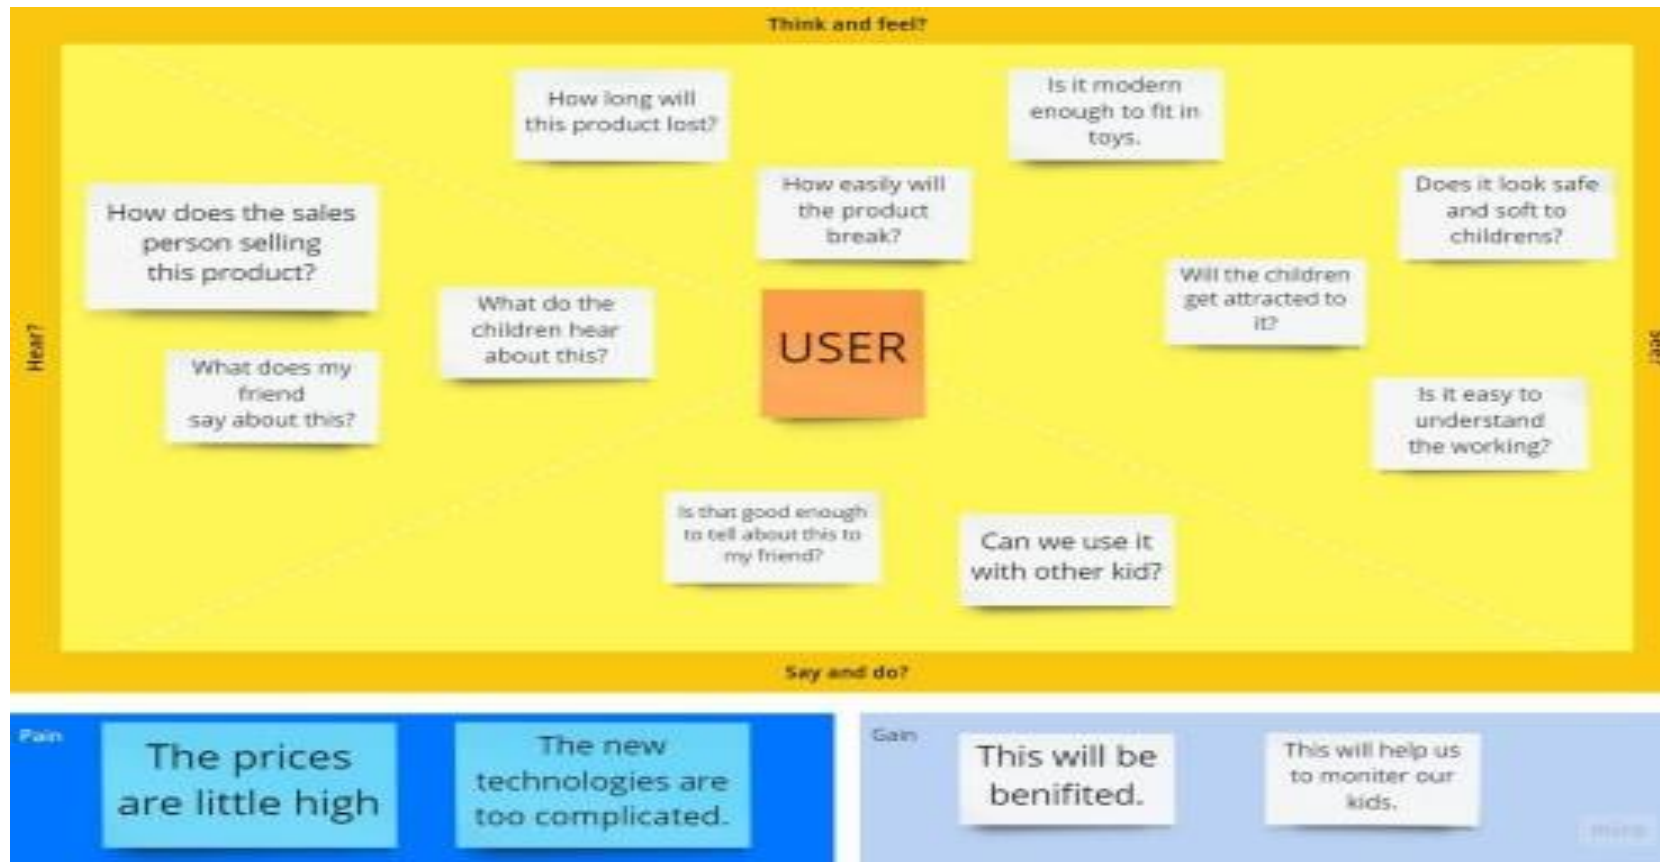 Think and feel?
How long will
this product lost?
Is it modern
enough to fit in
toys.
How easily will
the product
break?
Does it look safe
and soft to
childrens?
How does the sales
person selling
this product?
Will the children
get attracted to
it?
What do the
children hear
about this?
USER
Hear?
See?
What does my
friend
say about this?
Is it easy to
understand
the working?
Is that good enough
to tell about this to
my friend?
Can we use it
with other kid?
Say and do?
Pain
The prices
are little high
The new
technologies are
too complicated.
Gain
This will be
benifited.
This will help us
to moniter our
kids.
miro